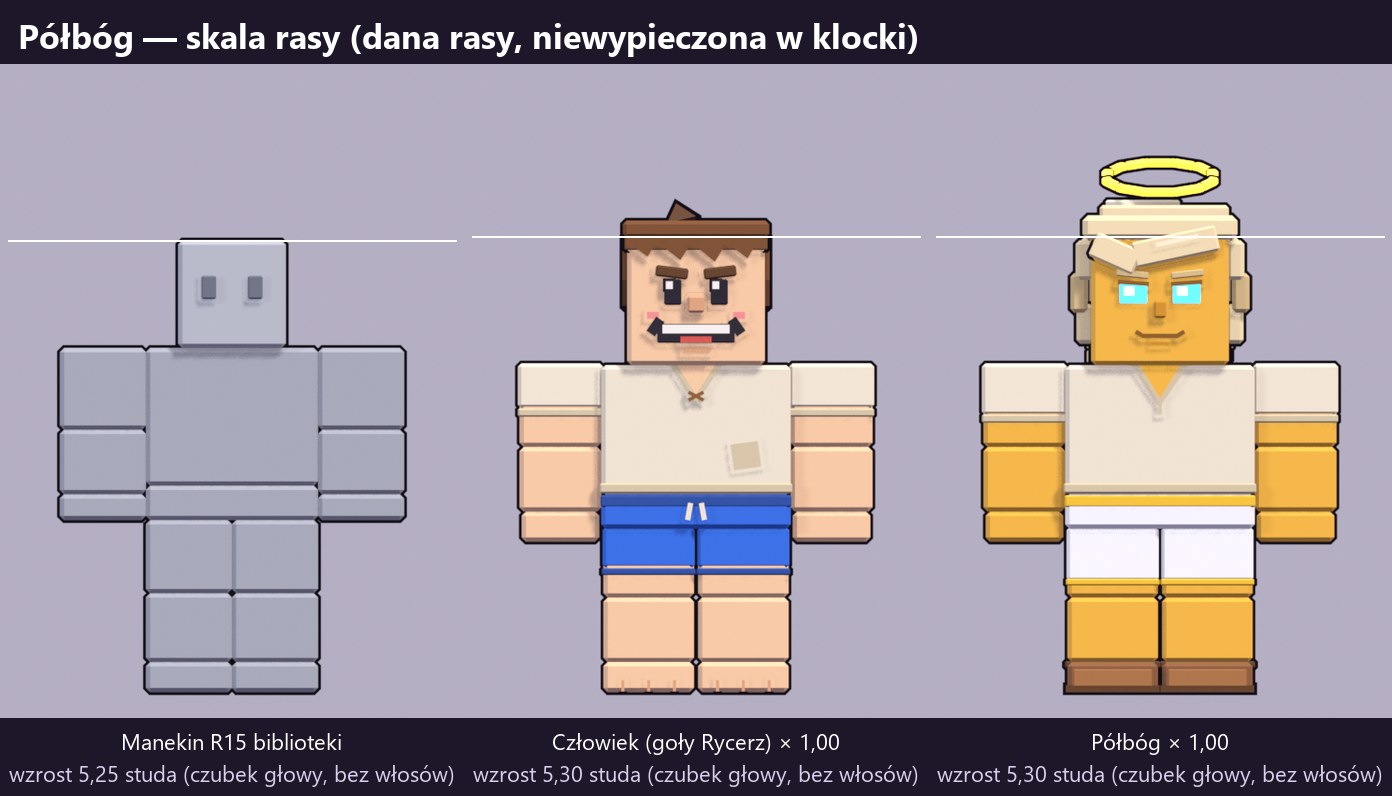 Półbóg — skala rasy (dana rasy, niewypieczona w klocki)
Manekin R15 biblioteki
wzrost 5,25 studa (czubek głowy, bez włosów)
Człowiek (goły Rycerz) × 1,00
wzrost 5,30 studa (czubek głowy, bez włosów)
Półbóg × 1,00
wzrost 5,30 studa (czubek głowy, bez włosów)